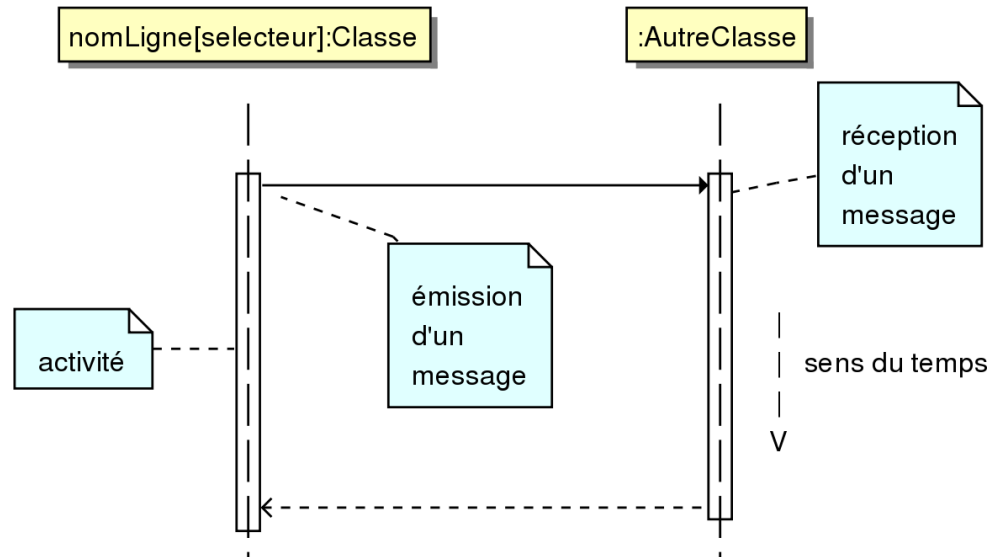 nomLigne[selecteur]:Classe
:AutreClasse
réception
d'un
message
émission
d'un
message
activité
sens du temps
V